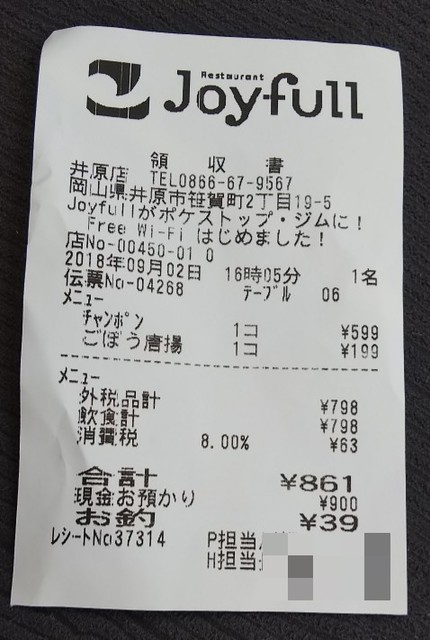 Restaurant
Joyfull
領 収 書
井原店 TEL0866-67-9567
岡山県井原市笹賀町2丁目19-5
Joyfullがポケストップ・ジムに!
Free Wi-Fi はじめました!
店No-00450-01 0
2018年09月02日 16時05分 1名
伝票No-04268 テーブル 06
メニュー
チャンポン 1コ ¥599
ごぼう唐揚 1コ ¥199
メニュー
外税品計 ¥798
飲食計 ¥798
消費税 8.00% ¥63
合計 ¥861
現金お預かり ¥900
お釣 ¥39
レシートNo37314 P担当
H担当: